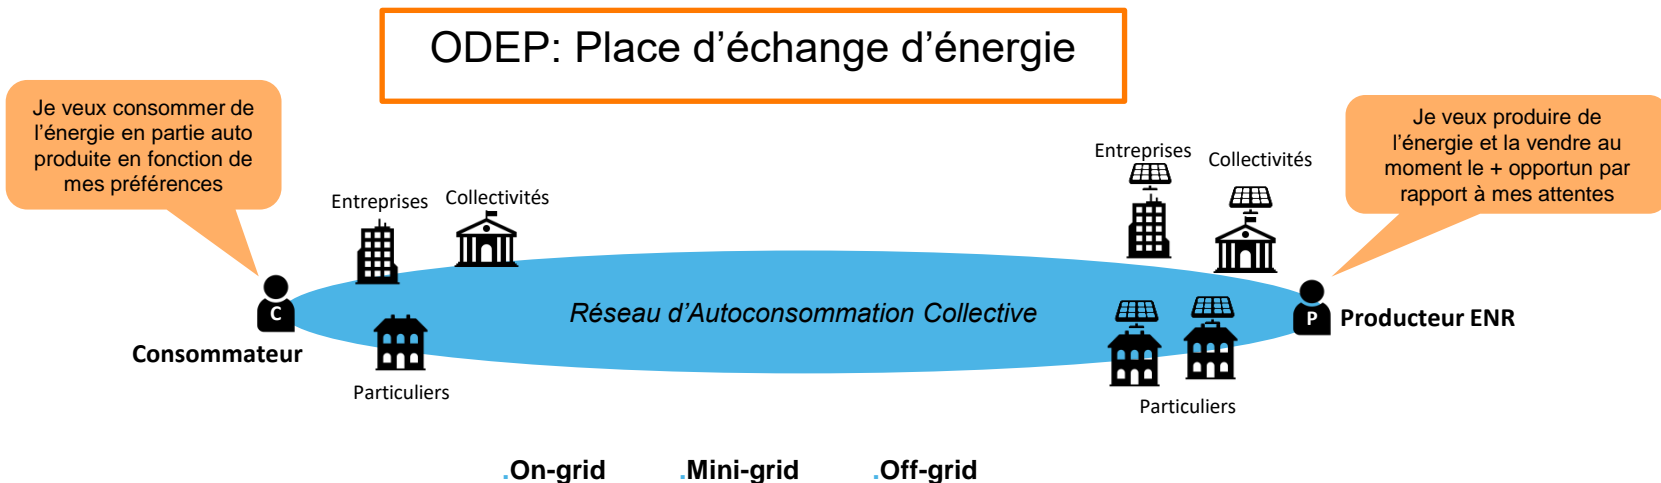 ODEP: Place d’échange d’énergie
Je veux consommer de
l’énergie en partie auto
produite en fonction de
mes préférences
Je veux produire de
l’énergie et la vendre au
moment le + opportun par
rapport à mes attentes
Entreprises
Collectivités
Entreprises
Collectivités
C
Consommateur
Réseau d’Autoconsommation Collective
P
Producteur ENR
Particuliers
Particuliers
.On-grid
.Mini-grid
.Off-grid